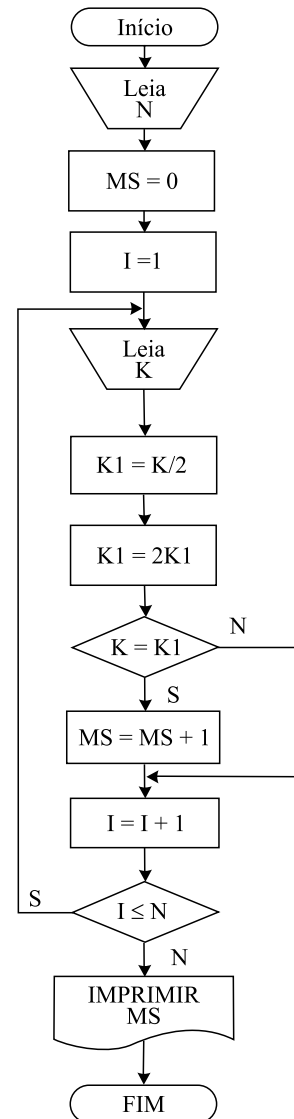 Início
Leia
N
MS = 0
I =1
Leia
K
K1 = K/2
K1 = 2K1
K = K1
N
S
MS = MS + 1
I = I + 1
S
I ≤ N
N
IMPRIMIR
MS
FIM